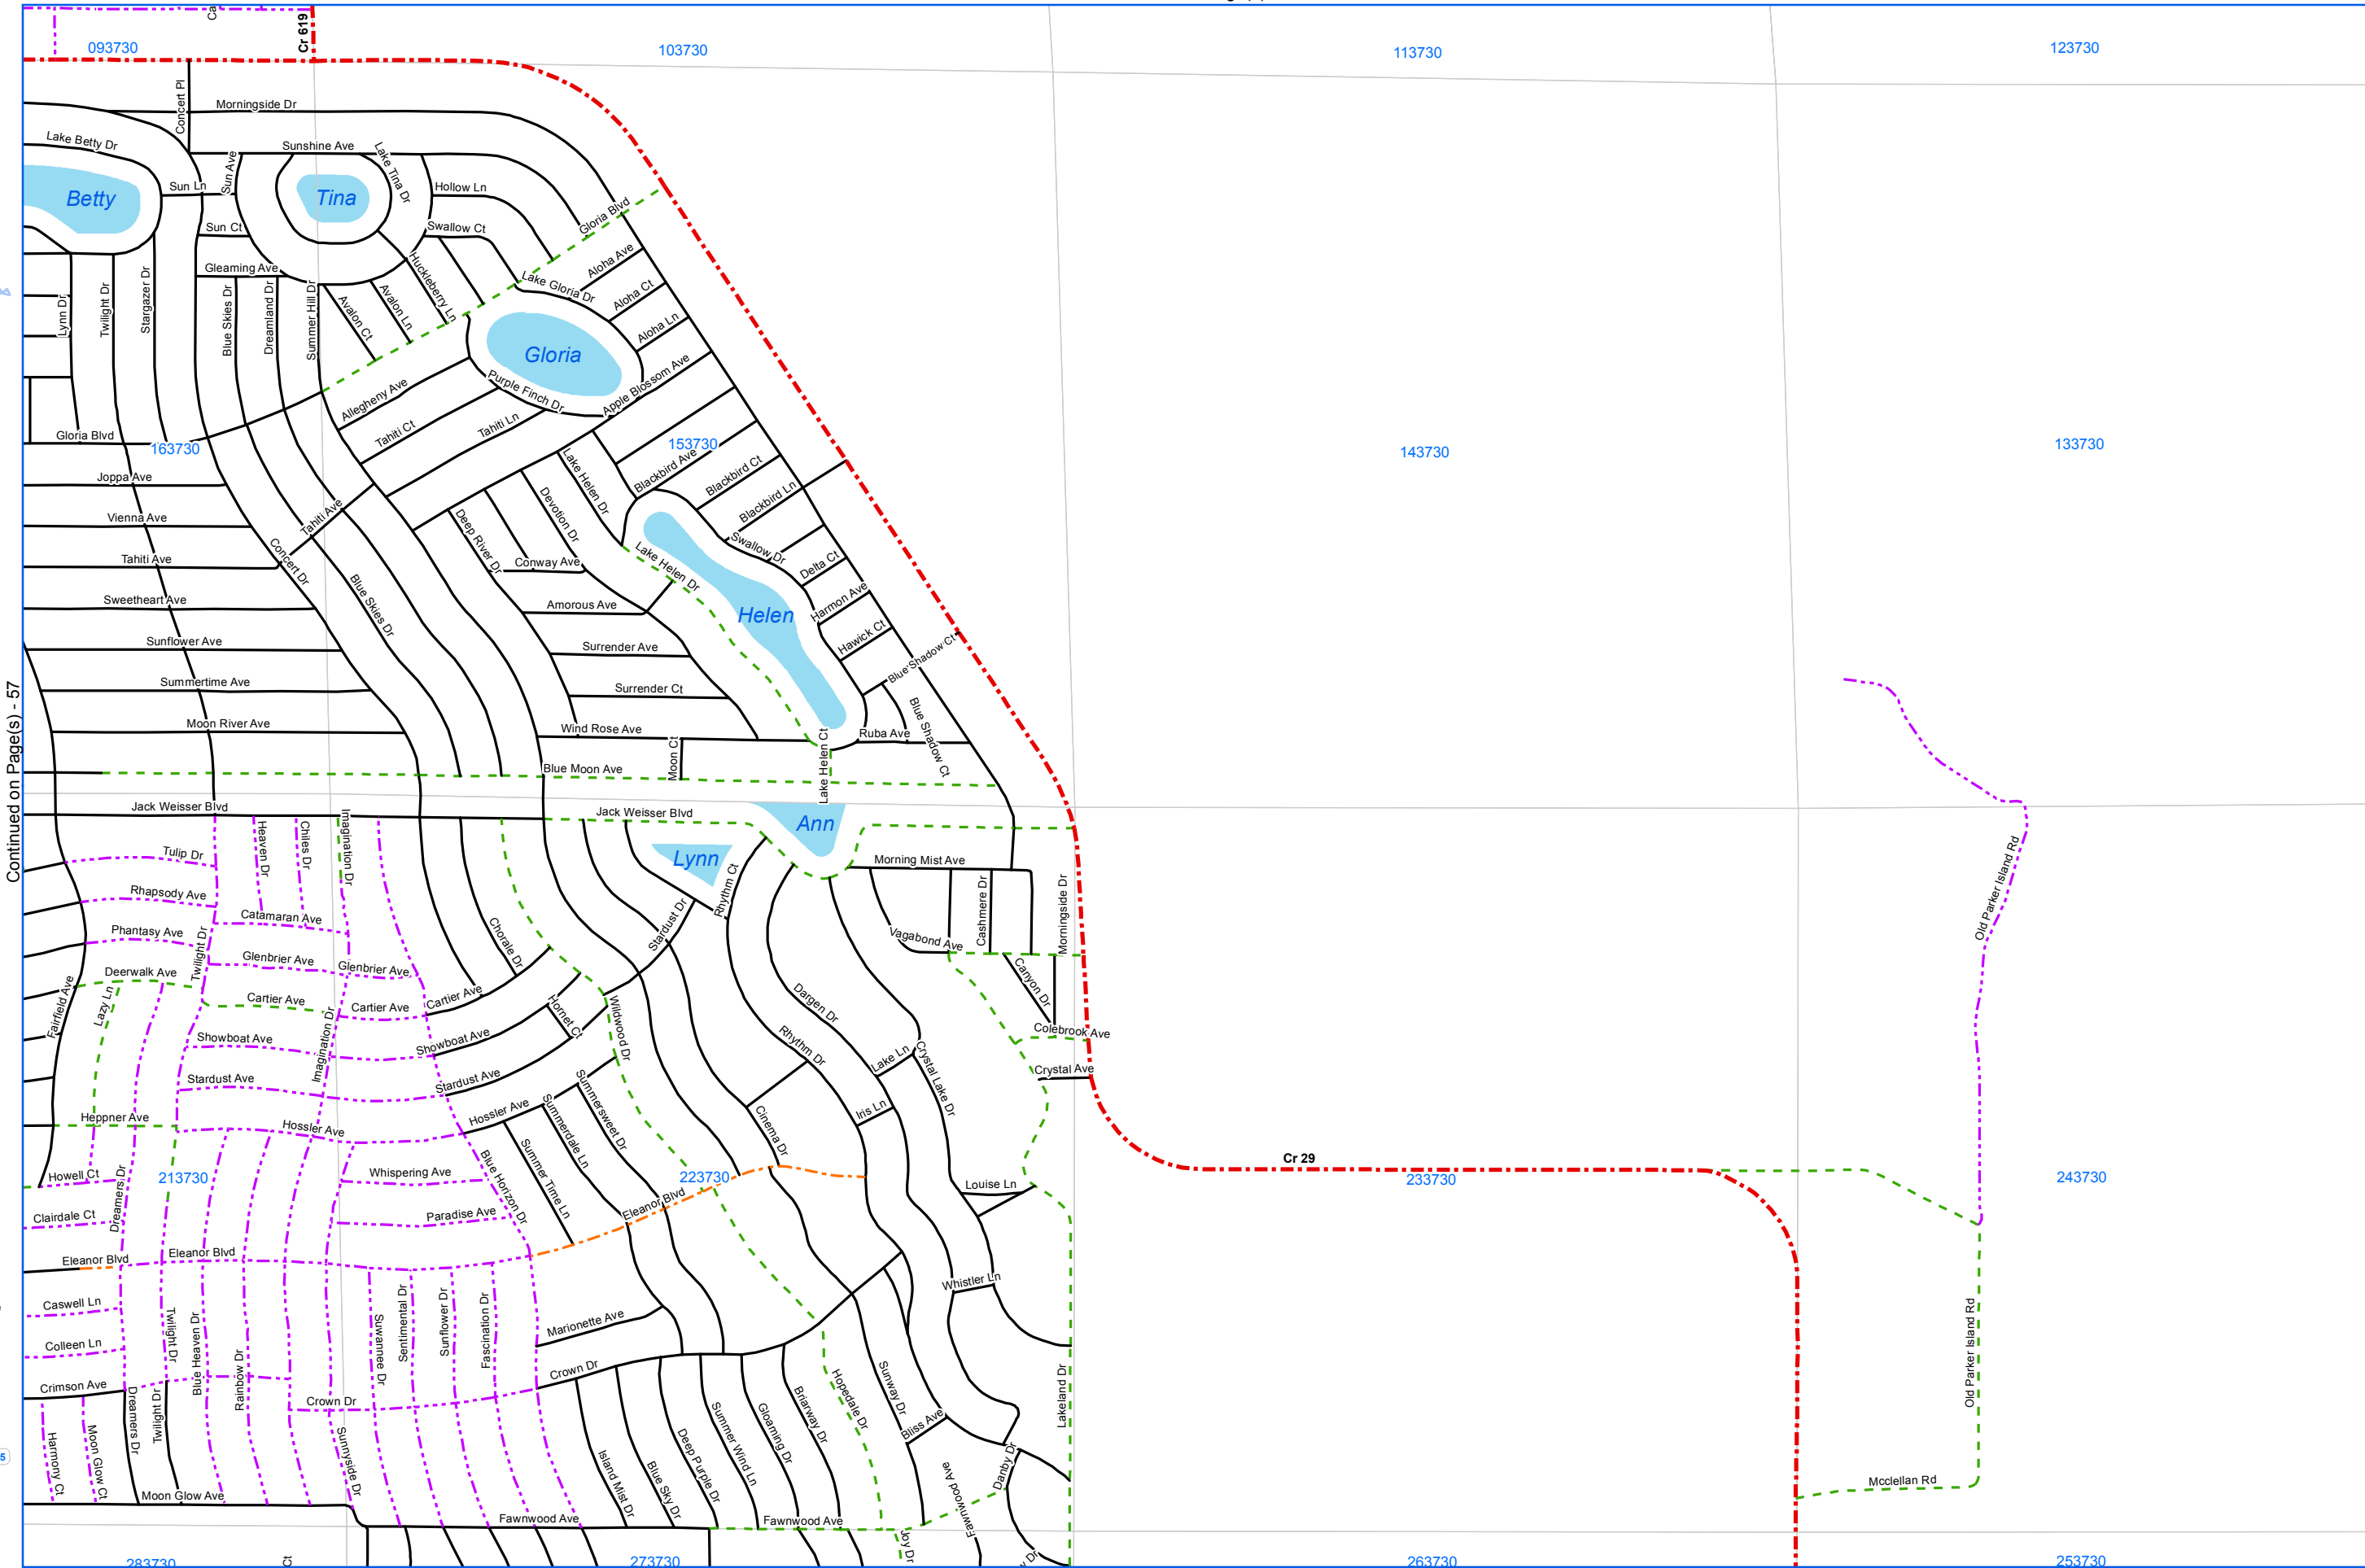 Ca
Cr 619
093730
103730
113730
123730
Concert Pl
Morningside Dr
Lake Betty Dr
Sunshine Ave
Lake Tina Dr
Sun Ave
Sun Ln
Hollow Ln
Betty
Tina
Gloria Blvd
Sun Ct
Swallow Ct
Aloha Ave
Gleaming Ave
Huckleberry Ln
Lake Gloria Dr
Aloha Ct
Lynn Dr
Twilight Dr
Stargazer Dr
Blue Skies Dr
Dreamland Dr
Summer Hill Dr
Avalon Ct
Avalon Ln
Aloha Ln
Gloria
Apple Blossom Ave
Purple Finch Dr
Allegheny Ave
Tahiti Ct
Tahiti Ln
Gloria Blvd
163730
153730
143730
133730
Joppa Ave
Lake Helen Dr
Blackbird Ave
Blackbird Ct
Blackbird Ln
Vienna Ave
Tahiti Ave
Devotion Dr
Deep River Dr
Swallow Dr
Tahiti Ave
Concert Dr
Conway Ave
Lake Helen Dr
Delta Ct
Sweetheart Ave
Blue Skies Dr
Amorous Ave
Helen
Harmon Ave
Sunflower Ave
Surrender Ave
Hawick Ct
Blue Shadow Ct
Summertime Ave
Surrender Ct
Moon River Ave
Wind Rose Ave
Ruba Ave
Blue Shadow Ct
Moon Ct
Lake Helen Ct
Blue Moon Ave
Continued on Page(s) - 57
Jack Weisser Blvd
Jack Weisser Blvd
Ann
Lynn
Heaven Dr
Chiles Dr
Imagination Dr
Tulip Dr
Morning Mist Ave
Rhapsody Ave
Rhythm Ct
Cashmere Dr
Morningside Dr
Old Parker Island Rd
Catamaran Ave
Phantasy Ave
Stardust Dr
Vagabond Ave
Twilight Dr
Chorale Dr
Glenbrier Ave
Glenbrier Ave
Deerwalk Ave
Canyon Dr
Lazy Ln
Fairfield Ave
Cartier Ave
Cartier Ave
Cartier Ave
Dargen Dr
Hornet Ct
Wildwood Dr
Colebrook Ave
Showboat Ave
Imagination Dr
Showboat Ave
Rhythm Dr
Lake Ln
Crystal Lake Dr
Crystal Ave
Stardust Ave
Stardust Ave
Heppner Ave
Hossler Ave
Hossler Ave
Summersweet Dr
Summerdale Ln
Summer Time Ln
Iris Ln
Cinema Dr
Cr 29
Howell Ct
213730
Whispering Ave
Blue Horizon Dr
223730
233730
243730
Dreamers Dr
Louise Ln
Clairdale Ct
Paradise Ave
Eleanor Blvd
Eleanor Blvd
Eleanor Blvd
Whistler Ln
Caswell Ln
Colleen Ln
Twilight Dr
Blue Heaven Dr
Rainbow Dr
Suwannee Dr
Sentimental Dr
Sunflower Dr
Fascination Dr
Marionette Ave
Old Parker Island Rd
Crimson Ave
Crown Dr
Crown Dr
Lakeland Dr
Dreamers Dr
Twilight Dr
Hopedale Dr
Sunway Dr
Bliss Ave
Harmony Ct
Moon Glow Ct
Sunnyside Dr
Island Mist Dr
Blue Sky Dr
Deep Purple Dr
Summer Wind Ln
Gloaming Dr
Briarway Dr
Danby Dr
Fawnwood Ave
Mcclellan Rd
Moon Glow Ave
Fawnwood Ave
Fawnwood Ave
Joy Dr
y Dr
Ct
283730
273730
263730
253730
5